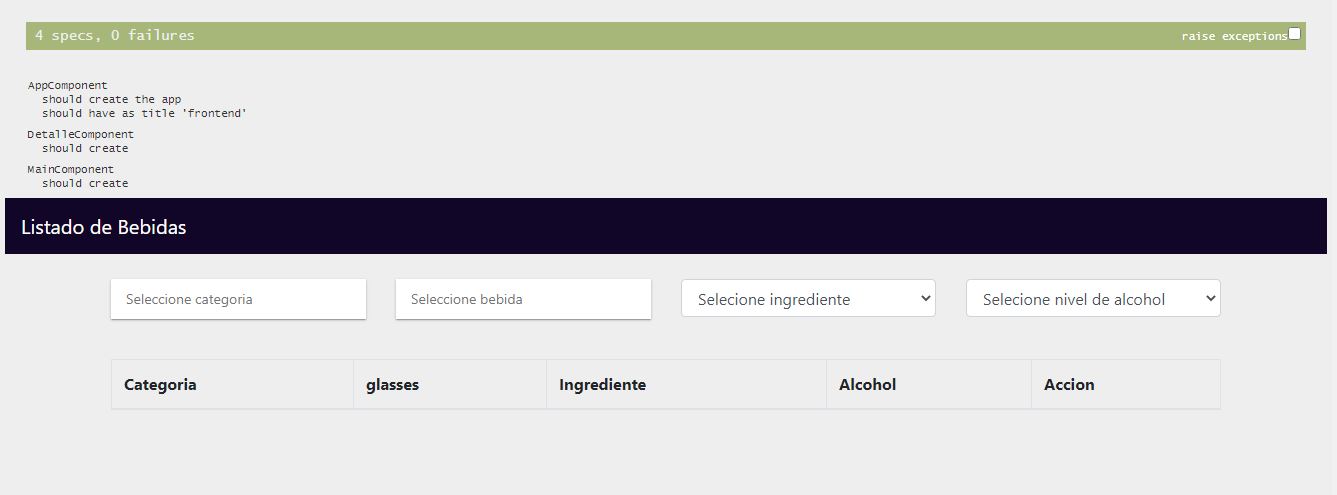 4 specs, 0 failures
raise exceptions
AppComponent
should create the app
should have as title 'frontend'
DetalleComponent
should create
MainComponent
should create
Listado de Bebidas
Seleccione categoria
Seleccione bebida
Selecione ingrediente
Selecione nivel de alcohol
Categoria
glasses
Ingrediente
Alcohol
Accion